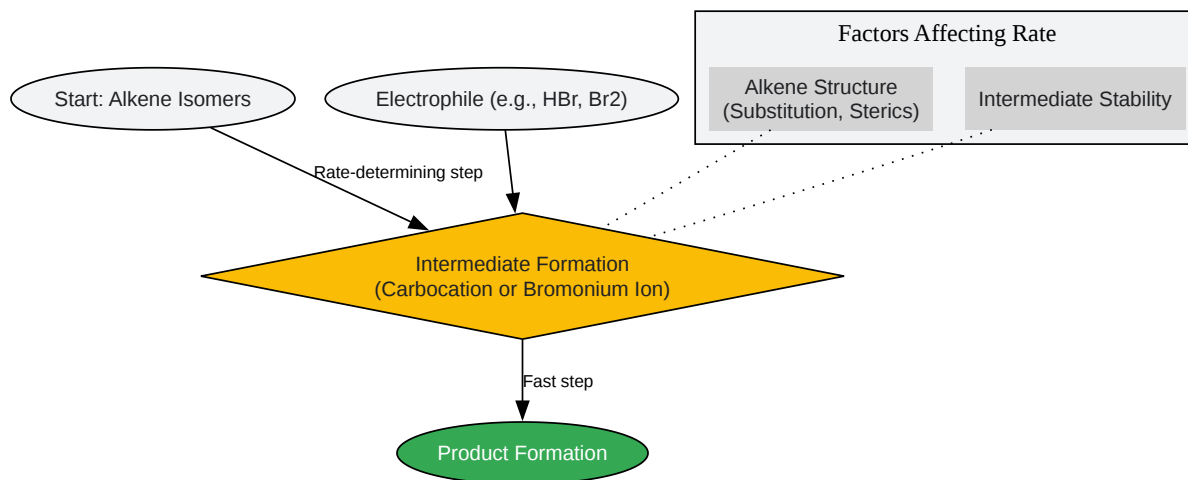 Factors Affecting Rate
Start: Alkene Isomers
Electrophile (e.g., HBr, Br2)
Alkene Structure
(Substitution, Sterics)
Intermediate Stability
Rate-determining step
Intermediate Formation
(Carbocation or Bromonium Ion)
Fast step
Product Formation